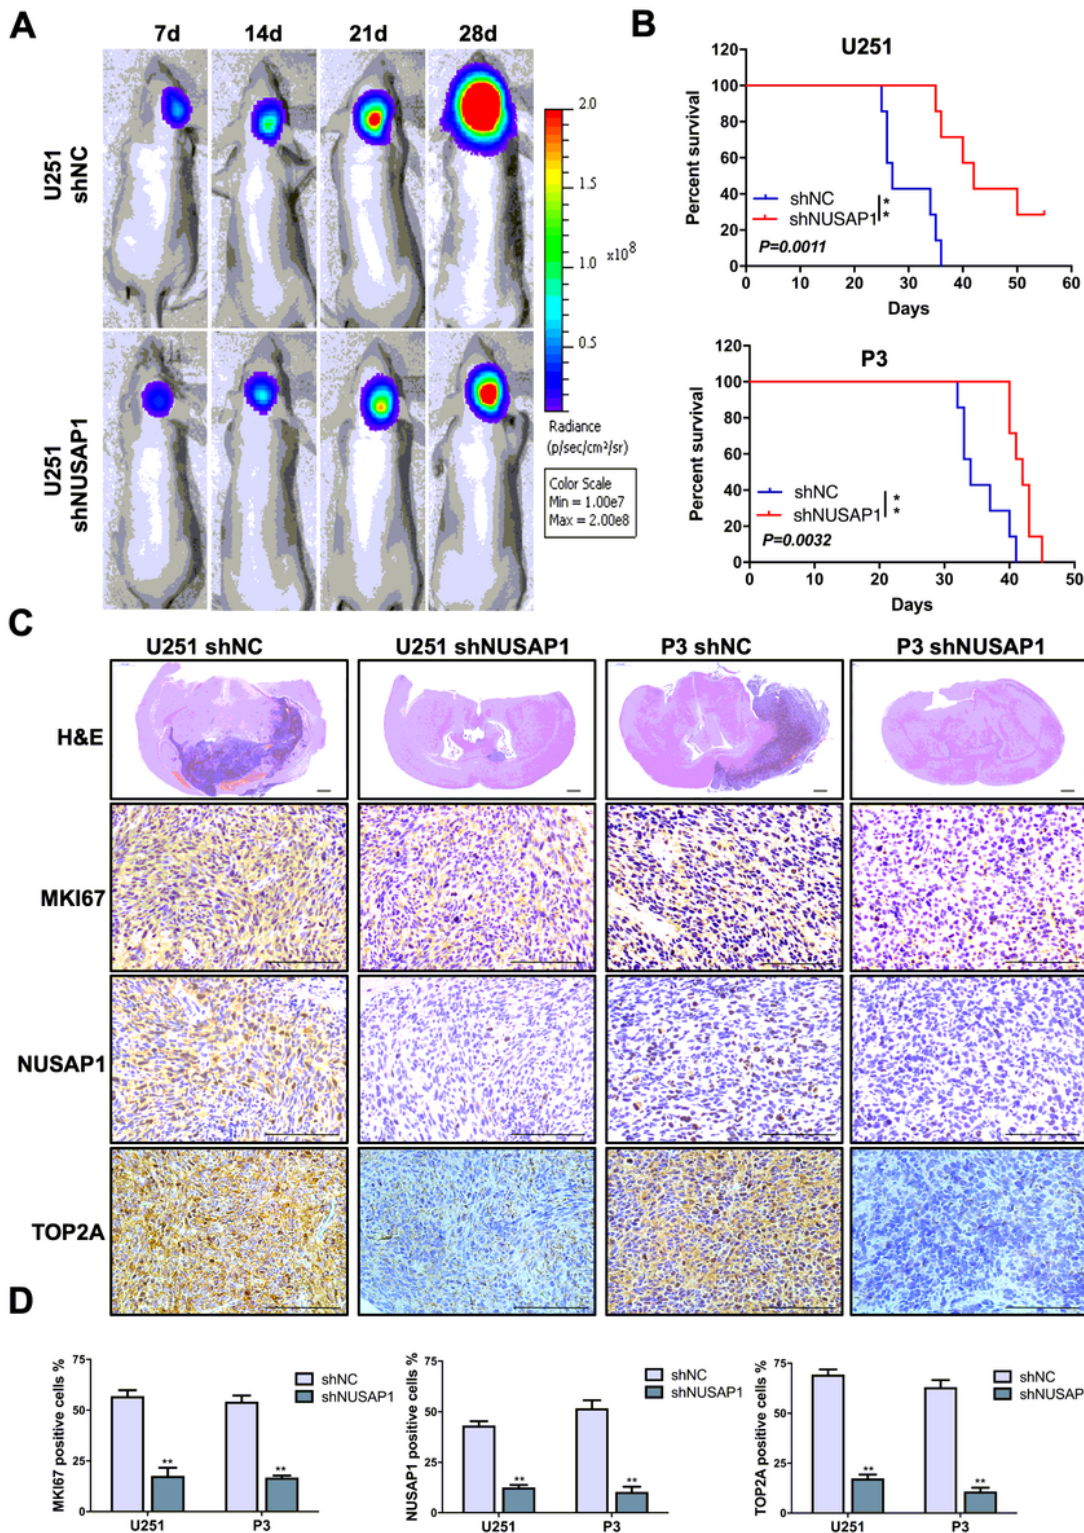 A
7d 14d 21d 28d
U251
shNC
U251
shNUSAP1
2.0
1.5
1.0
x10⁸
0.5
Radiance
(p/sec/cm²/sr)
Color Scale
Min = 1.00e7
Max = 2.00e8
B
U251
Percent survival
120
100
80
60
40
20
0
shNC
shNUSAP1
**
P=0.0011
0 10 20 30 40 50 60
Days
P3
Percent survival
120
100
80
60
40
20
0
shNC
shNUSAP1
**
P=0.0032
0 10 20 30 40 50
Days
C
U251 shNC U251 shNUSAP1 P3 shNC P3 shNUSAP1
H&E
MKI67
NUSAP1
TOP2A
D
MKI67 positive cells %
75
50
25
0
shNC
shNUSAP1
** **
U251 P3
NUSAP1 positive cells %
75
50
25
0
shNC
shNUSAP1
** **
U251 P3
TOP2A positive cells %
75
50
25
0
shNC
shNUSAP
** **
U251 P3